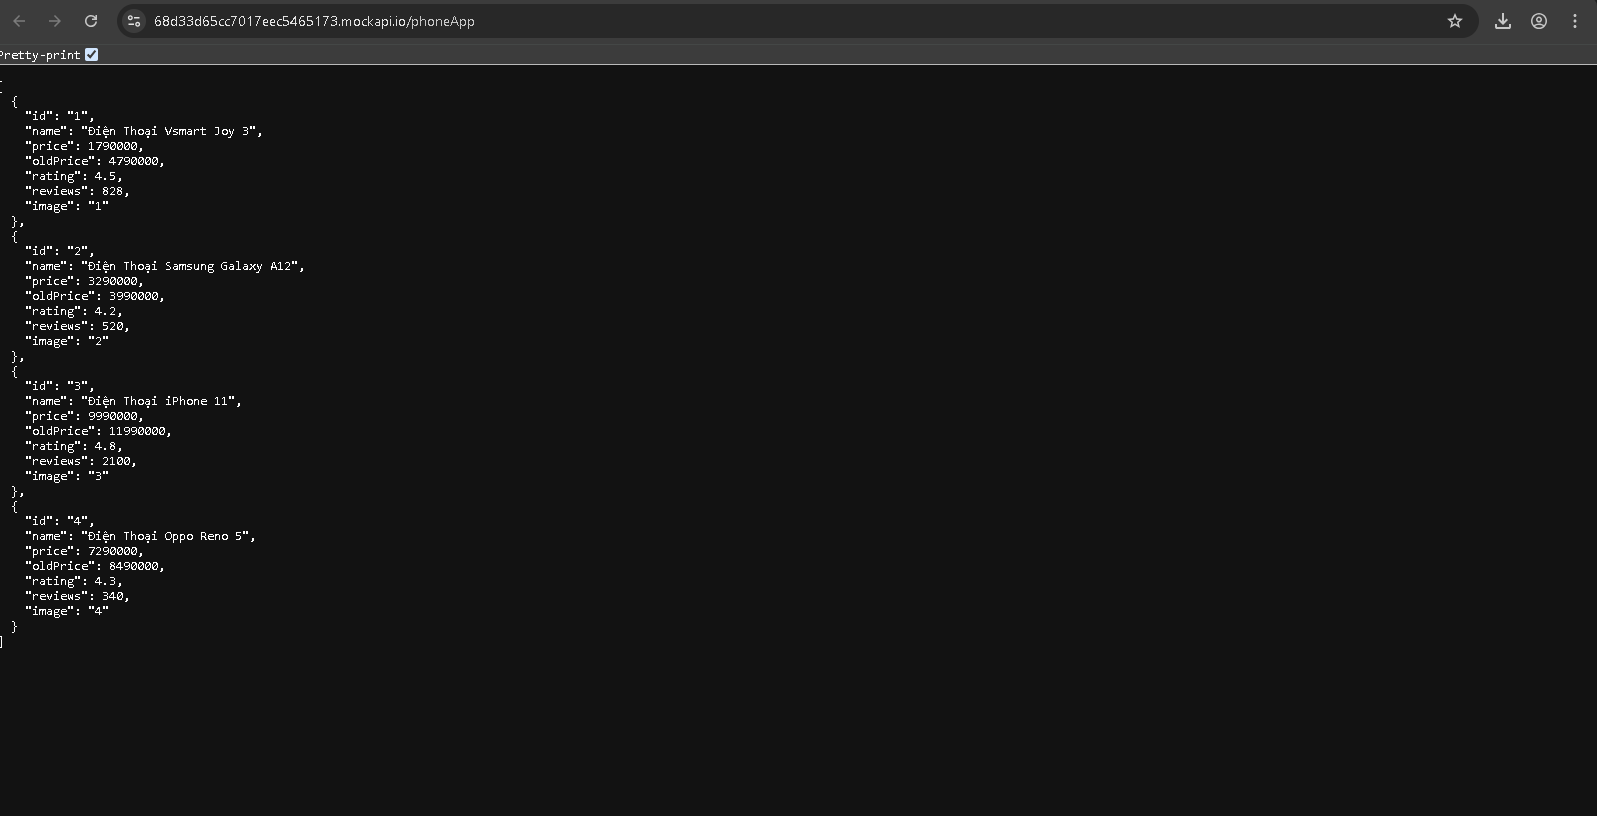 68d33d65cc7017eec5465173.mockapi.io/phoneApp
Pretty-print
[
  {
    "id": "1",
    "name": "Điện Thoại Vsmart Joy 3",
    "price": 1790000,
    "oldPrice": 4790000,
    "rating": 4.5,
    "reviews": 828,
    "image": "1"
  },
  {
    "id": "2",
    "name": "Điện Thoại Samsung Galaxy A12",
    "price": 3290000,
    "oldPrice": 3990000,
    "rating": 4.2,
    "reviews": 520,
    "image": "2"
  },
  {
    "id": "3",
    "name": "Điện Thoại iPhone 11",
    "price": 9990000,
    "oldPrice": 11990000,
    "rating": 4.8,
    "reviews": 2100,
    "image": "3"
  },
  {
    "id": "4",
    "name": "Điện Thoại Oppo Reno 5",
    "price": 7290000,
    "oldPrice": 8490000,
    "rating": 4.3,
    "reviews": 340,
    "image": "4"
  }
]